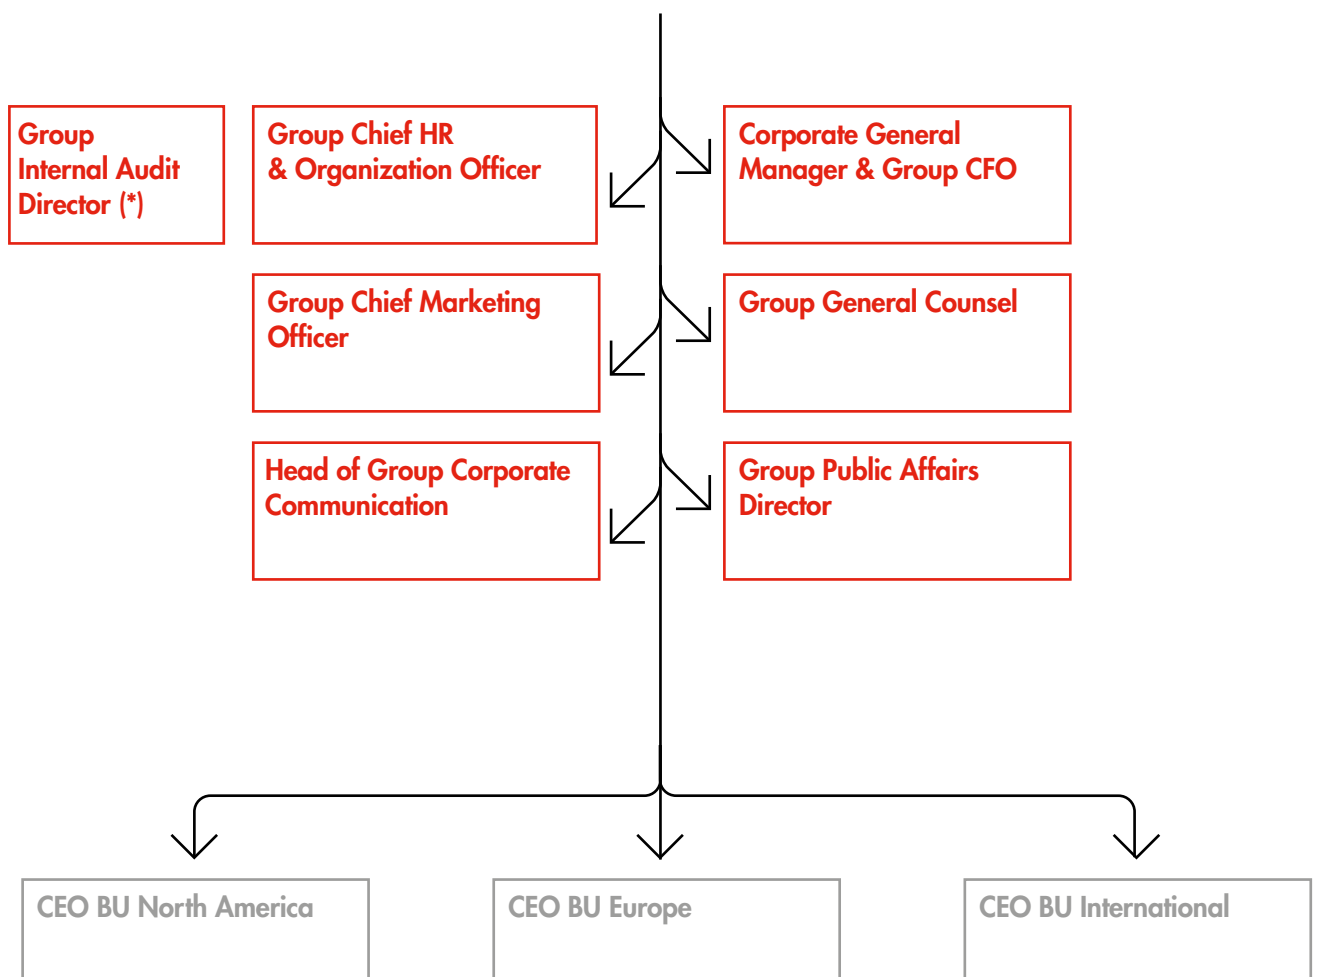 Group
Internal Audit
Director (*)
Group Chief HR
& Organization Officer
Corporate General
Manager & Group CFO
Group Chief Marketing
Officer
Group General Counsel
Head of Group Corporate
Communication
Group Public Affairs
Director
CEO BU North America
CEO BU Europe
CEO BU International